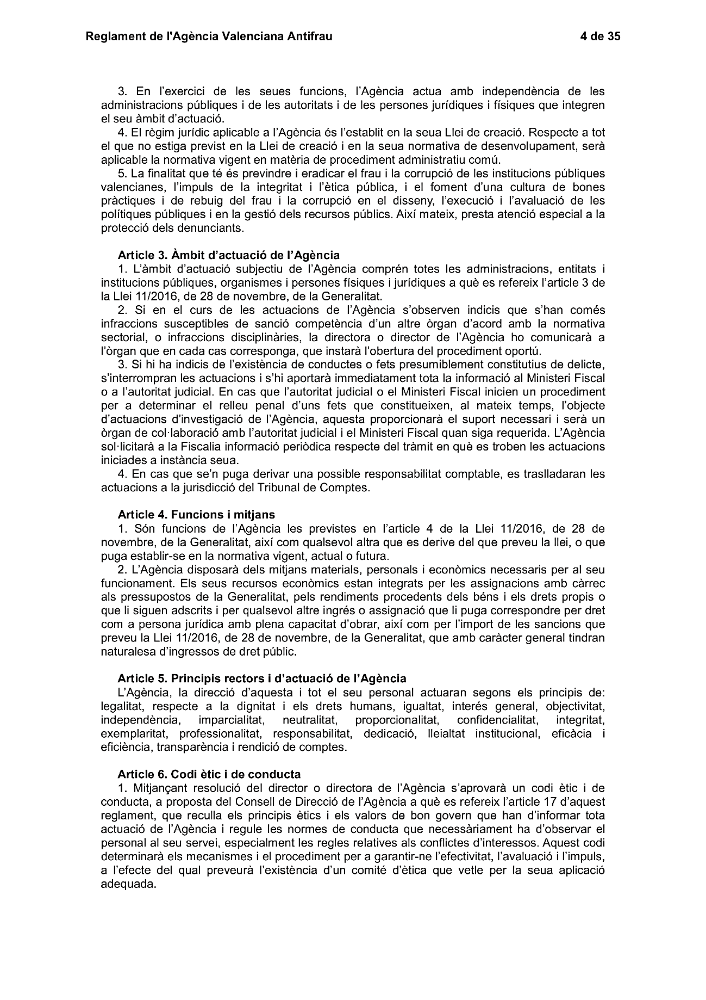 Reglament de l'Agència Valenciana Antifrau 4 de 35
3. En l’exercici de les seues funcions, l’Agència actua amb independència de les
administracions públiques i de les autoritats i de les persones jurídiques i físiques que integren
el seu àmbit d’actuació.
4. El règim jurídic aplicable a l’Agència és l’establit en la seua Llei de creació. Respecte a tot
el que no estiga previst en la Llei de creació i en la seua normativa de desenvolupament, serà
aplicable la normativa vigent en matèria de procediment administratiu comú.
5. La finalitat que té és previndre i eradicar el frau i la corrupció de les institucions públiques
valencianes, l’impuls de la integritat i l’ètica pública, i el foment d’una cultura de bones
pràctiques i de rebuig del frau i la corrupció en el disseny, l’execució i l’avaluació de les
polítiques públiques i en la gestió dels recursos públics. Així mateix, presta atenció especial a la
protecció dels denunciants.
Article 3. Àmbit d’actuació de l’Agència
1. L’àmbit d’actuació subjectiu de l’Agència comprén totes les administracions, entitats i
institucions públiques, organismes i persones físiques i jurídiques a què es refereix l’article 3 de
la Llei 11/2016, de 28 de novembre, de la Generalitat.
2. Si en el curs de les actuacions de l’Agència s’observen indicis que s’han comés
infraccions susceptibles de sanció competència d’un altre òrgan d’acord amb la normativa
sectorial, o infraccions disciplinàries, la directora o director de l’Agència ho comunicarà a
l’òrgan que en cada cas corresponga, que instarà l’obertura del procediment oportú.
3. Si hi ha indicis de l’existència de conductes o fets presumiblement constitutius de delicte,
s’interrompran les actuacions i s’hi aportarà immediatament tota la informació al Ministeri Fiscal
o a l’autoritat judicial. En cas que l’autoritat judicial o el Ministeri Fiscal inicien un procediment
per a determinar el relleu penal d’uns fets que constitueixen, al mateix temps, l’objecte
d’actuacions d’investigació de l’Agència, aquesta proporcionarà el suport necessari i serà un
òrgan de col·laboració amb l’autoritat judicial i el Ministeri Fiscal quan siga requerida. L’Agència
sol·licitarà a la Fiscalia informació periòdica respecte del tràmit en què es troben les actuacions
iniciades a instància seua.
4. En cas que se’n puga derivar una possible responsabilitat comptable, es traslladaran les
actuacions a la jurisdicció del Tribunal de Comptes.
Article 4. Funcions i mitjans
1. Són funcions de l’Agència les previstes en l’article 4 de la Llei 11/2016, de 28 de
novembre, de la Generalitat, així com qualsevol altra que es derive del que preveu la llei, o que
puga establir-se en la normativa vigent, actual o futura.
2. L’Agència disposarà dels mitjans materials, personals i econòmics necessaris per al seu
funcionament. Els seus recursos econòmics estan integrats per les assignacions amb càrrec
als pressupostos de la Generalitat, pels rendiments procedents dels béns i els drets propis o
que li siguen adscrits i per qualsevol altre ingrés o assignació que li puga correspondre per dret
com a persona jurídica amb plena capacitat d’obrar, així com per l’import de les sancions que
preveu la Llei 11/2016, de 28 de novembre, de la Generalitat, que amb caràcter general tindran
naturalesa d’ingressos de dret públic.
Article 5. Principis rectors i d’actuació de l’Agència
L’Agència, la direcció d’aquesta i tot el seu personal actuaran segons els principis de:
legalitat, respecte a la dignitat i els drets humans, igualtat, interés general, objectivitat,
independència, imparcialitat, neutralitat, proporcionalitat, confidencialitat, integritat,
exemplaritat, professionalitat, responsabilitat, dedicació, lleialtat institucional, eficàcia i
eficiència, transparència i rendició de comptes.
Article 6. Codi ètic i de conducta
1. Mitjançant resolució del director o directora de l’Agència s’aprovarà un codi ètic i de
conducta, a proposta del Consell de Direcció de l’Agència a què es refereix l’article 17 d’aquest
reglament, que reculla els principis ètics i els valors de bon govern que han d’informar tota
actuació de l’Agència i regule les normes de conducta que necessàriament ha d’observar el
personal al seu servei, especialment les regles relatives als conflictes d’interessos. Aquest codi
determinarà els mecanismes i el procediment per a garantir-ne l’efectivitat, l’avaluació i l’impuls,
a l’efecte del qual preveurà l’existència d’un comité d’ètica que vetle per la seua aplicació
adequada.